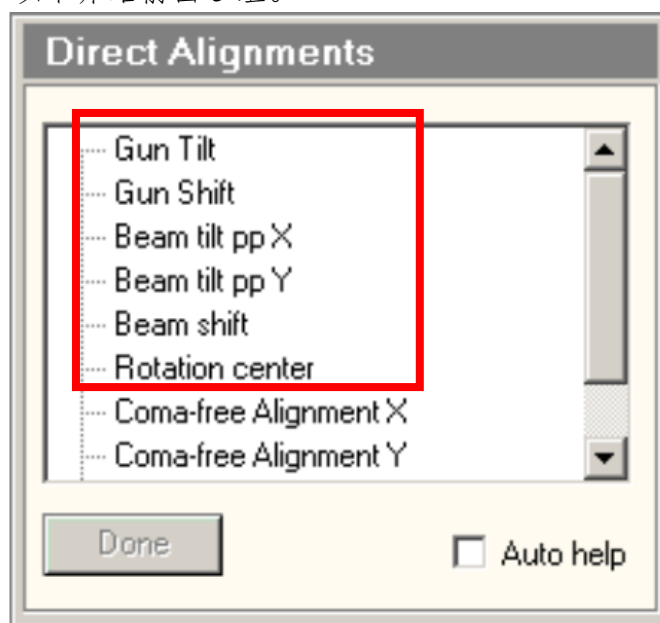 Direct Alignments
Gun Tilt
Gun Shift
Beam tilt pp X
Beam tilt pp Y
Beam shift
Rotation center
Coma-free Alignment X
Coma-free Alignment Y
Done
Auto help